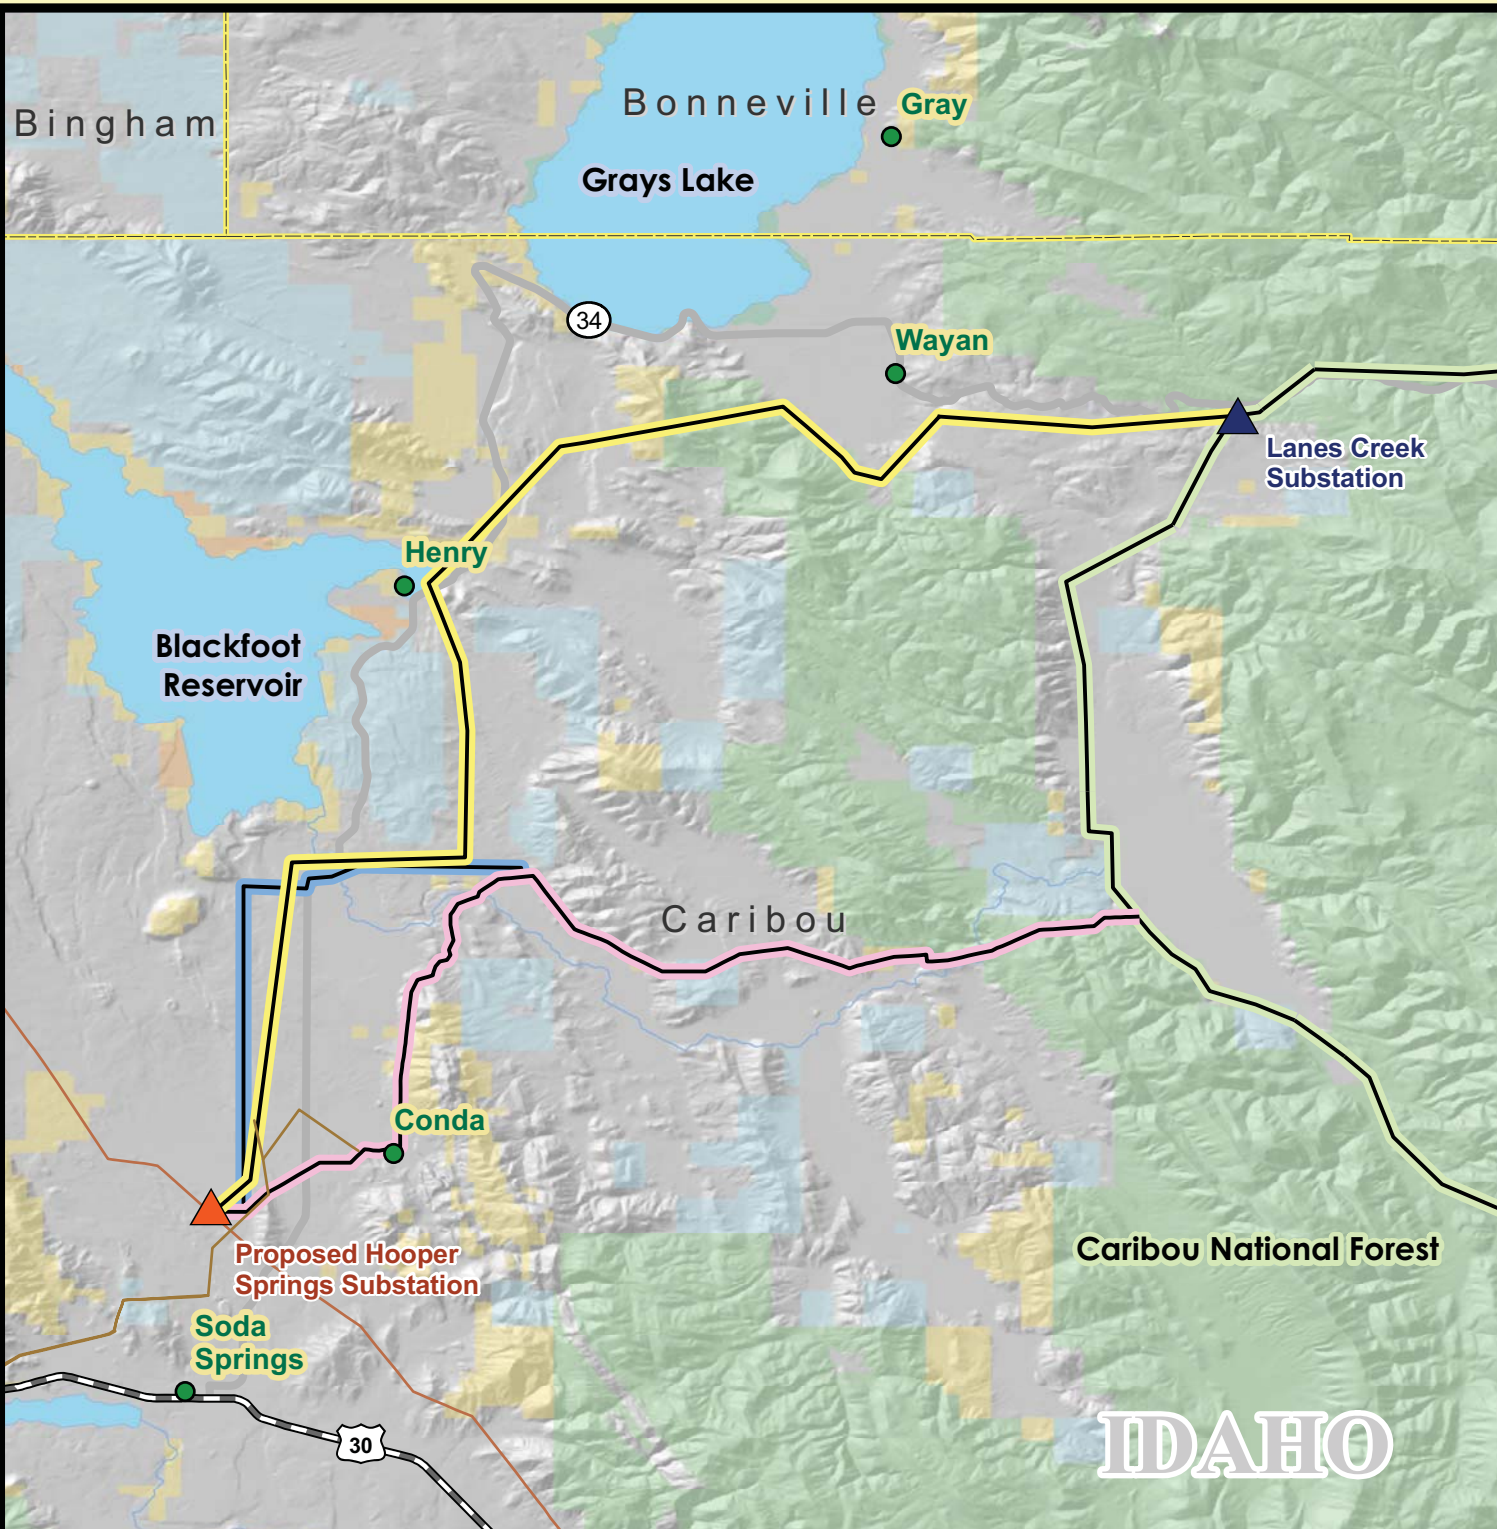 Bonneville
Gray
Bingham
Grays Lake
34
Wayan
Lanes Creek
Substation
Henry
Blackfoot
Reservoir
Caribou
Conda
Proposed Hooper
Springs Substation
Caribou National Forest
Soda
Springs
30
IDAHO